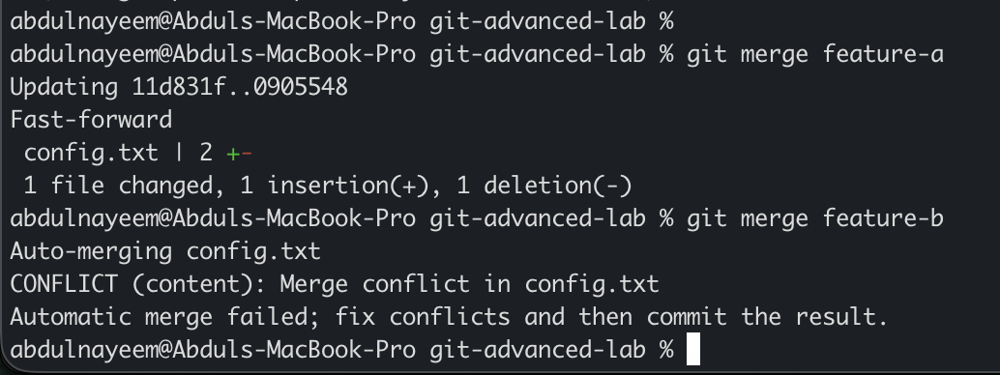 abdulnayeem@Abduls-MacBook-Pro git-advanced-lab %
abdulnayeem@Abduls-MacBook-Pro git-advanced-lab % git merge feature-a
Updating 11d831f..0905548
Fast-forward
 config.txt | 2 +-
 1 file changed, 1 insertion(+), 1 deletion(-)
abdulnayeem@Abduls-MacBook-Pro git-advanced-lab % git merge feature-b
Auto-merging config.txt
CONFLICT (content): Merge conflict in config.txt
Automatic merge failed; fix conflicts and then commit the result.
abdulnayeem@Abduls-MacBook-Pro git-advanced-lab %